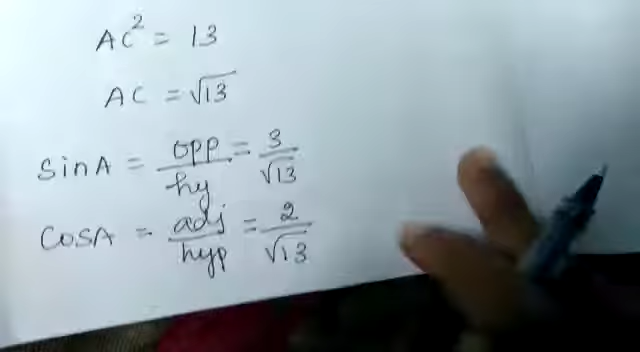 AC² = 13
AC = √13
sinA = opp/hy = 3/√13
cosA = adj/hyp = 2/√13